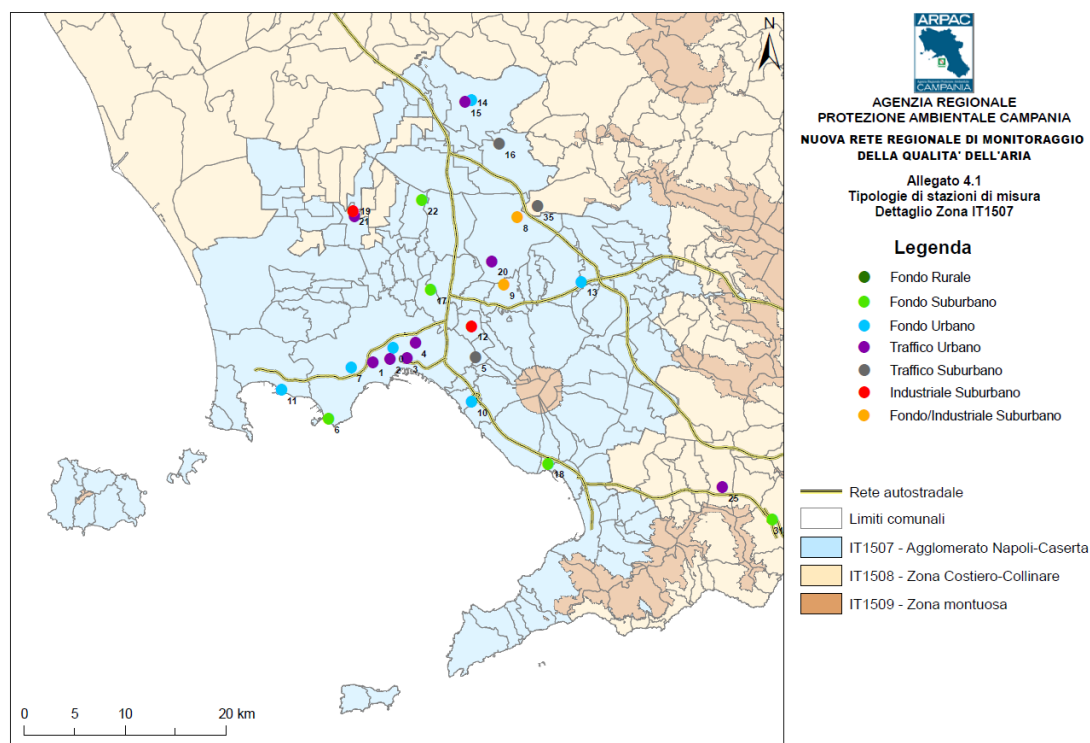 N
14
15
16
19
21
22
35
8
20
9
13
17
12
0
4
1
2
3
5
7
11
10
6
18
25
31
0 5 10 20 km
ARPAC
CAMPANIA
AGENZIA REGIONALE
PROTEZIONE AMBIENTALE CAMPANIA
NUOVA RETE REGIONALE DI MONITORAGGIO
DELLA QUALITA' DELL'ARIA
Allegato 4.1
Tipologie di stazioni di misura
Dettaglio Zona IT1507
Legenda
Fondo Rurale
Fondo Suburbano
Fondo Urbano
Traffico Urbano
Traffico Suburbano
Industriale Suburbano
Fondo/Industriale Suburbano
Rete autostradale
Limiti comunali
IT1507 - Agglomerato Napoli-Caserta
IT1508 - Zona Costiero-Collinare
IT1509 - Zona montuosa